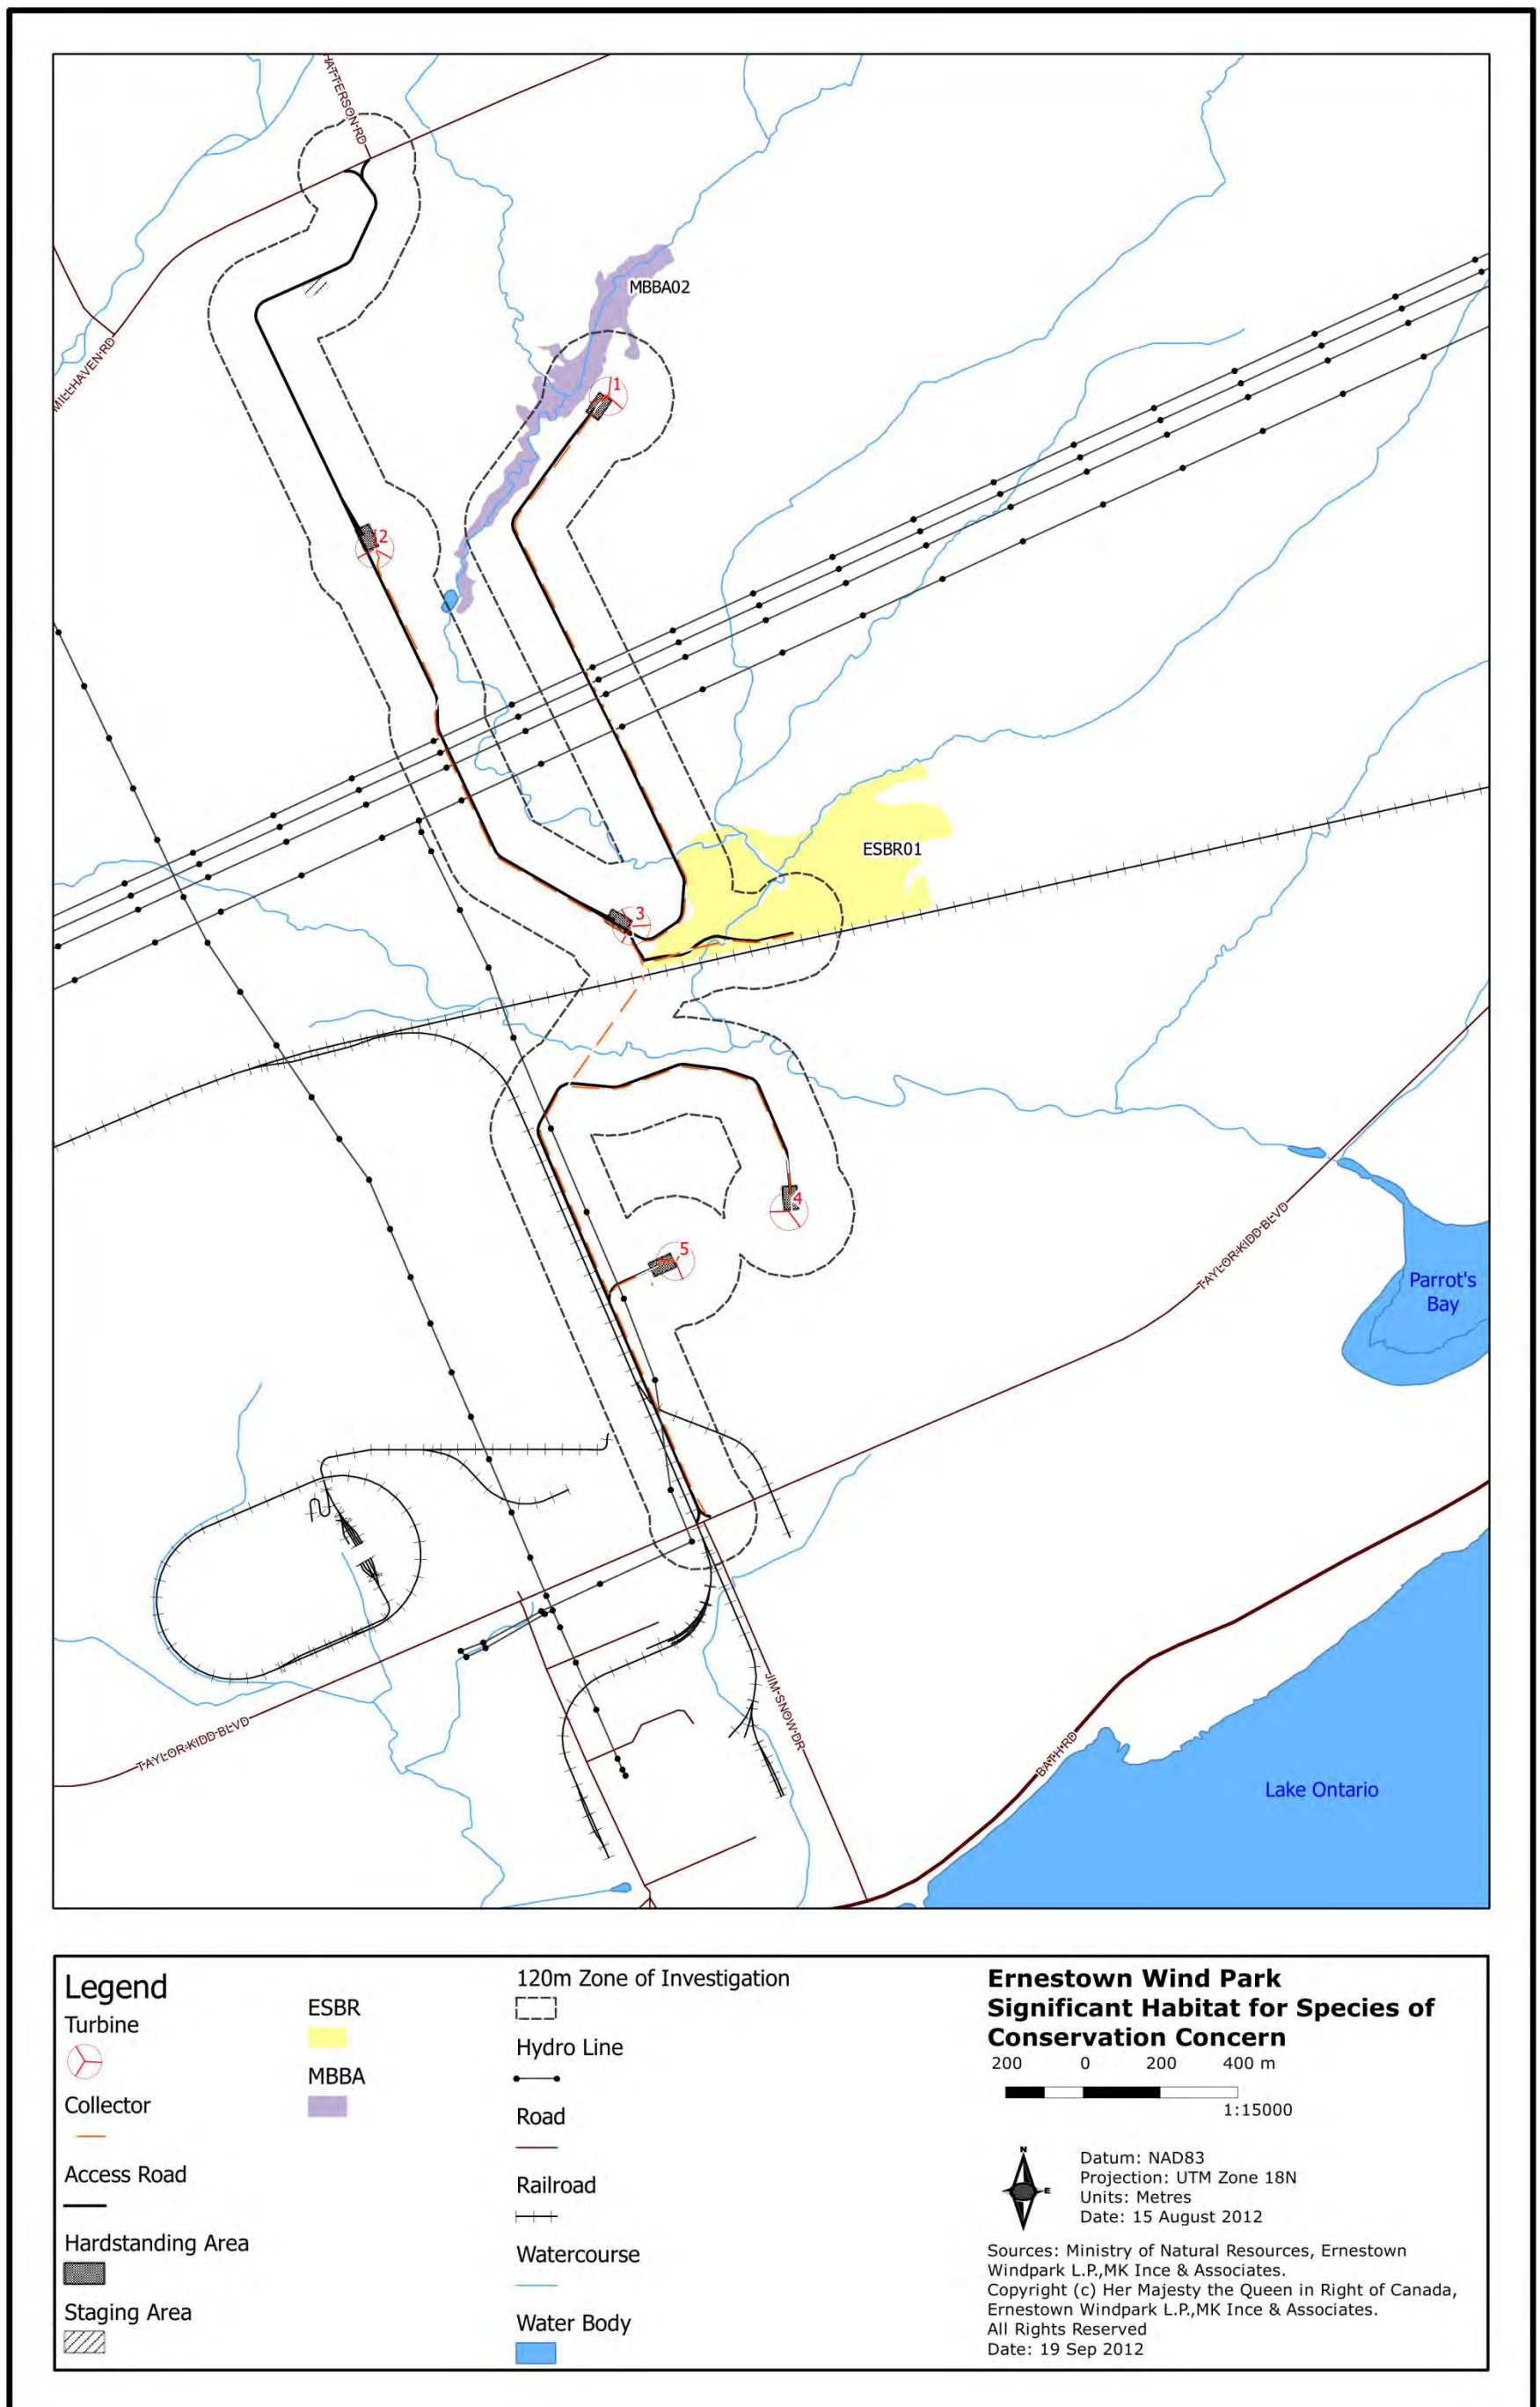 HATTERSON RD
MBBA02
MILLHAVEN RD
1
2
ESBR01
3
4
5
TAYLOR KIDD BLVD
Parrot's
Bay
TAYLOR KIDD BLVD
JIM SNOW DR
BATH RD
Lake Ontario
Legend
Turbine
Collector
Access Road
Hardstanding Area
Staging Area
ESBR
MBBA
120m Zone of Investigation
Hydro Line
Road
Railroad
Watercourse
Water Body
Ernestown Wind Park
Significant Habitat for Species of
Conservation Concern
200 0 200 400 m
1:15000
N
E
Datum: NAD83
Projection: UTM Zone 18N
Units: Metres
Date: 15 August 2012
Sources: Ministry of Natural Resources, Ernestown
Windpark L.P.,MK Ince & Associates.
Copyright (c) Her Majesty the Queen in Right of Canada,
Ernestown Windpark L.P.,MK Ince & Associates.
All Rights Reserved
Date: 19 Sep 2012